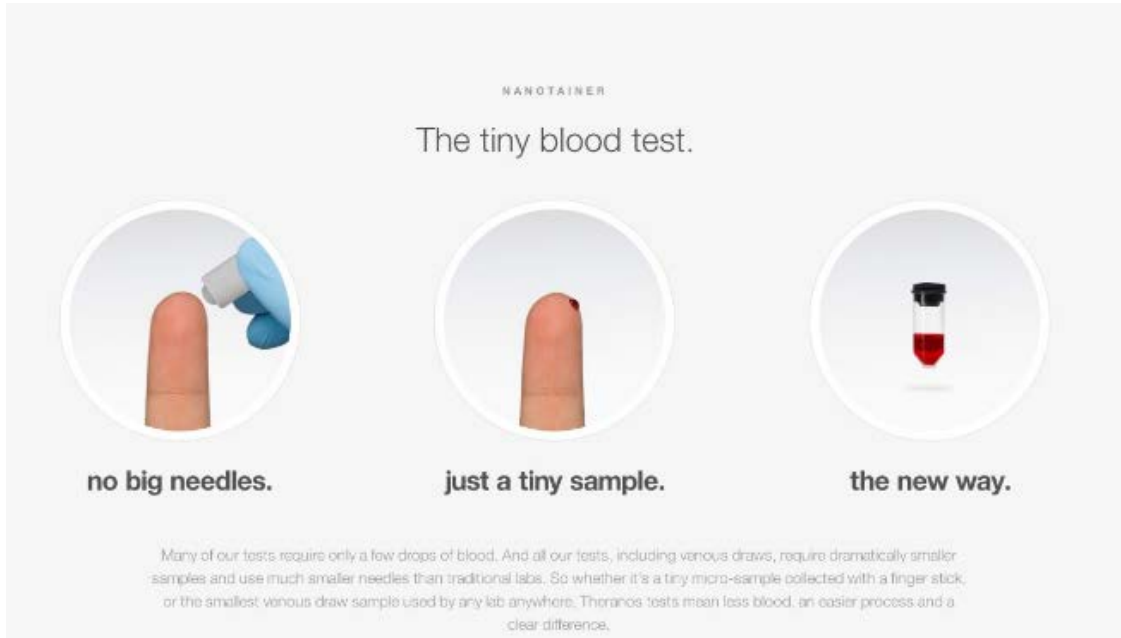 NANOTAINER
The tiny blood test.
no big needles.
just a tiny sample.
the new way.
Many of our tests require only a few drops of blood. And all our tests, including venous draws, require dramatically smaller
samples and use much smaller needles than traditional labs. So whether it's a tiny micro-sample collected with a finger stick,
or the smallest venous draw sample used by any lab anywhere, Theranos tests mean less blood, an easier process and a
clear difference.